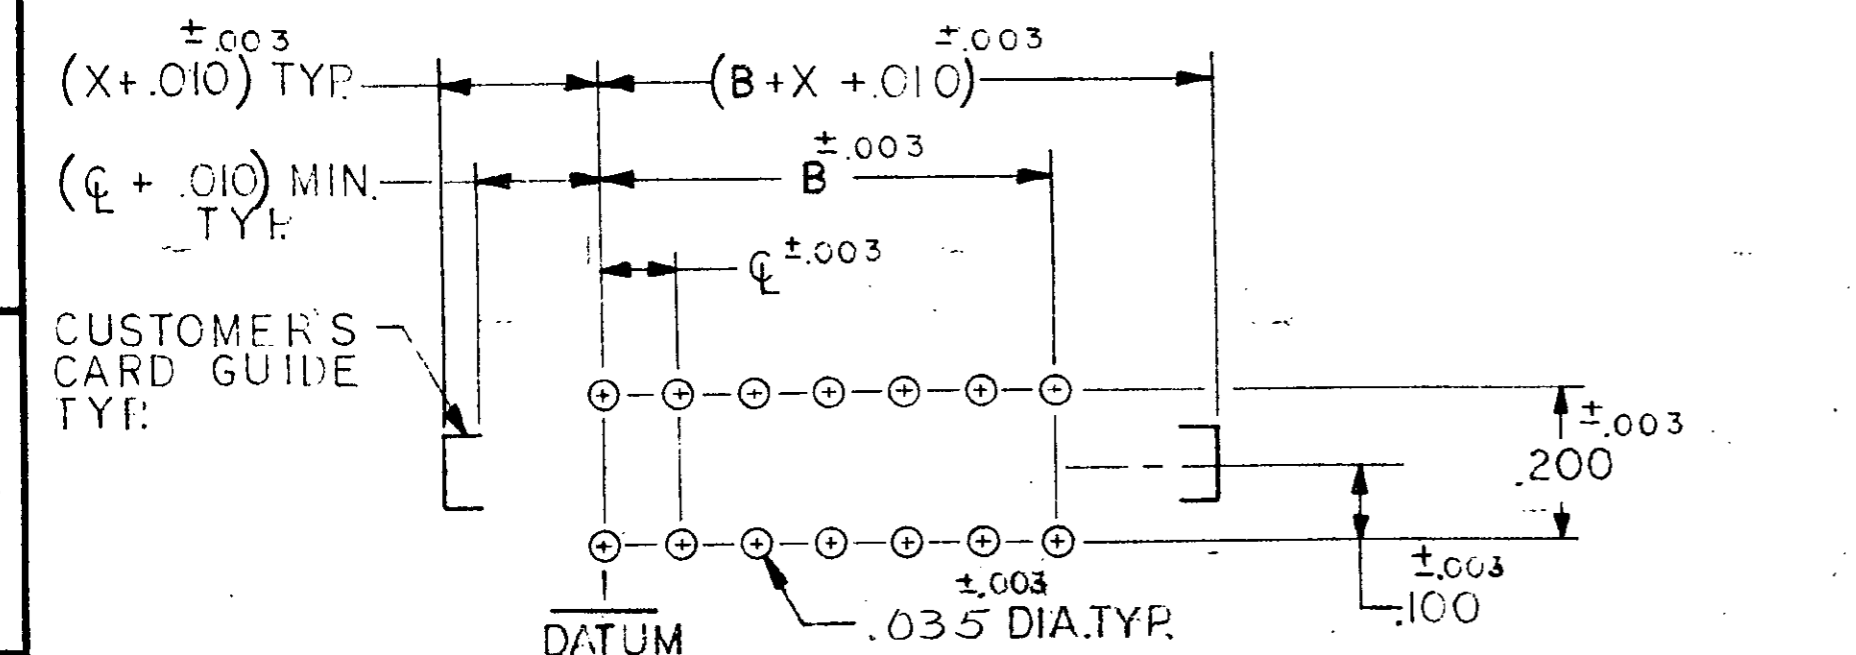 ±.003
(X+.010) TYP.
±.003
(B+X +.010)
(℄ + .010) MIN.
TYP.
±.003
B
℄ ±.003
CUSTOMER'S
CARD GUIDE
TYP.
±.003
.200
±.003
.100
±.003
.035 DIA.TYP.
DATUM